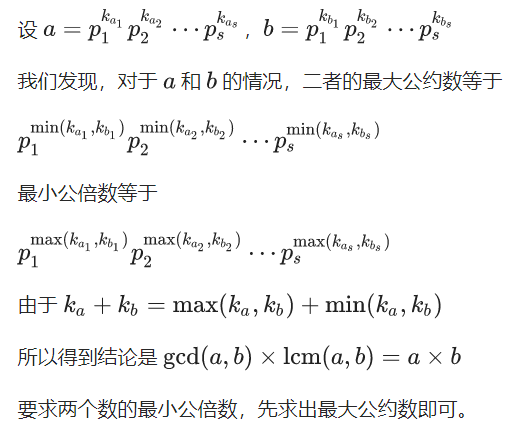 设 $a = p_1^{k_{a_1}} p_2^{k_{a_2}} \cdots p_s^{k_{a_s}}$，$b = p_1^{k_{b_1}} p_2^{k_{b_2}} \cdots p_s^{k_{b_s}}$
我们发现，对于 $a$ 和 $b$ 的情况，二者的最大公约数等于
$p_1^{\min(k_{a_1},k_{b_1})} p_2^{\min(k_{a_2},k_{b_2})} \cdots p_s^{\min(k_{a_s},k_{b_s})}$
最小公倍数等于
$p_1^{\max(k_{a_1},k_{b_1})} p_2^{\max(k_{a_2},k_{b_2})} \cdots p_s^{\max(k_{a_s},k_{b_s})}$
由于 $k_a + k_b = \max(k_a, k_b) + \min(k_a, k_b)$
所以得到结论是 $\gcd(a, b) \times \operatorname{lcm}(a, b) = a \times b$
要求两个数的最小公倍数，先求出最大公约数即可。